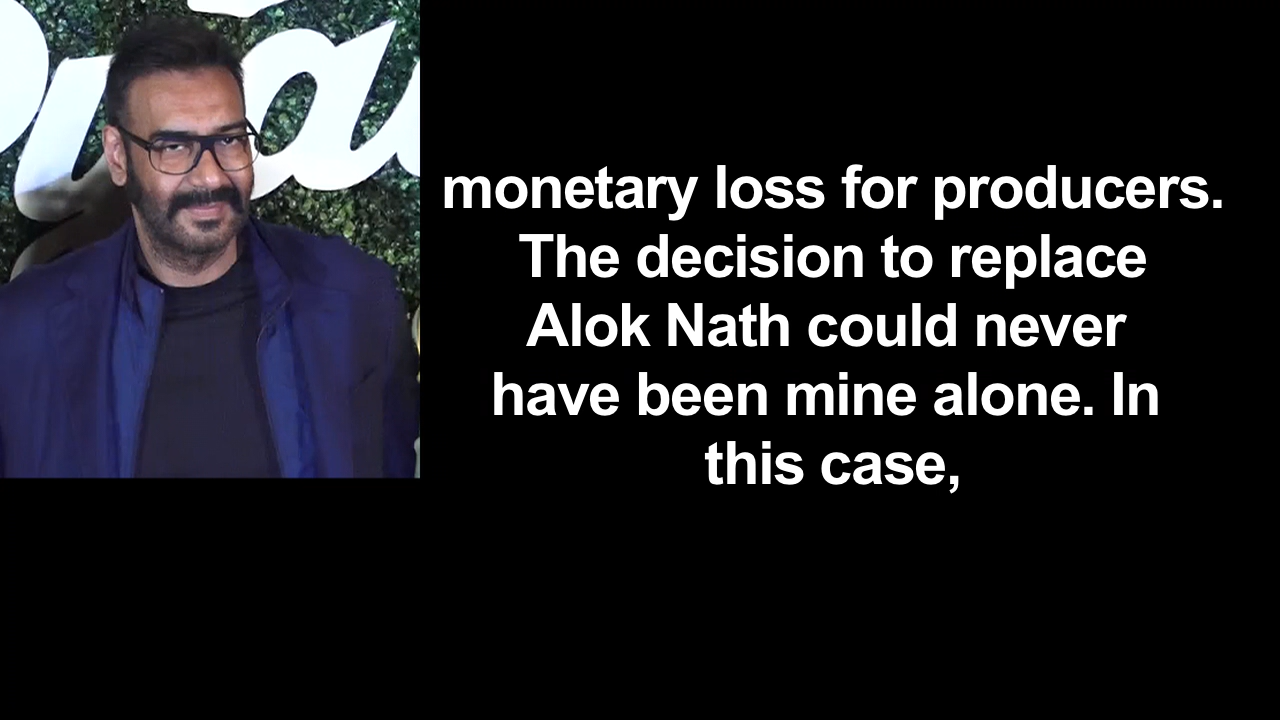 monetary loss for producers.
The decision to replace
Alok Nath could never
have been mine alone. In
this case,